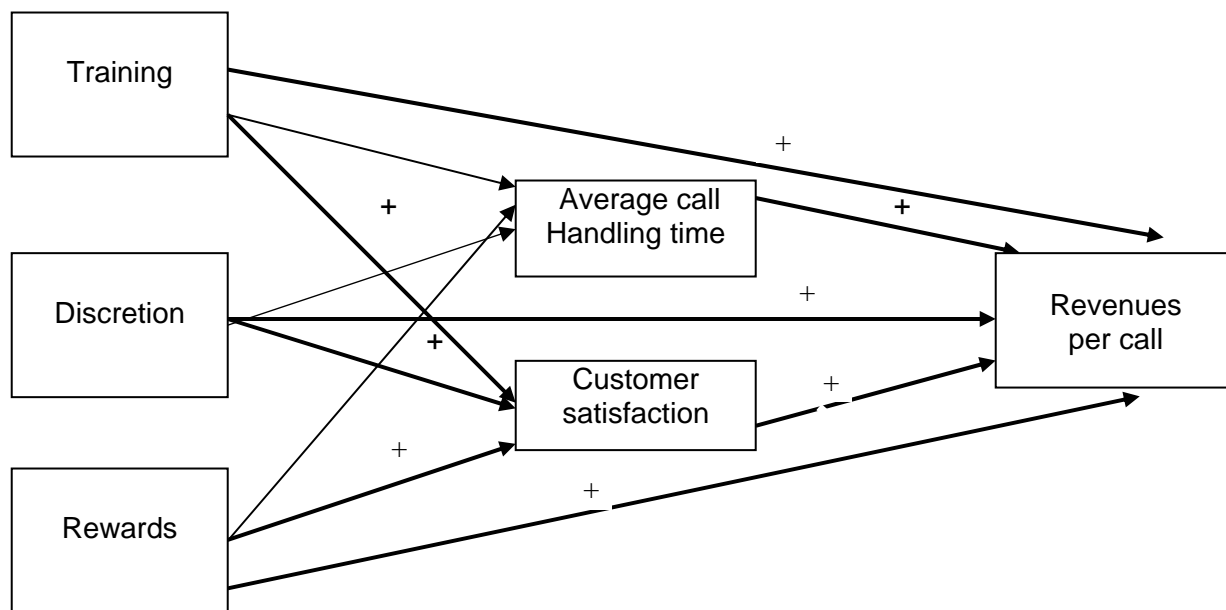 Training
+
Average call
Handling time
+
+
Discretion
+
Revenues
per call
+
Customer
satisfaction
+
+
Rewards
+